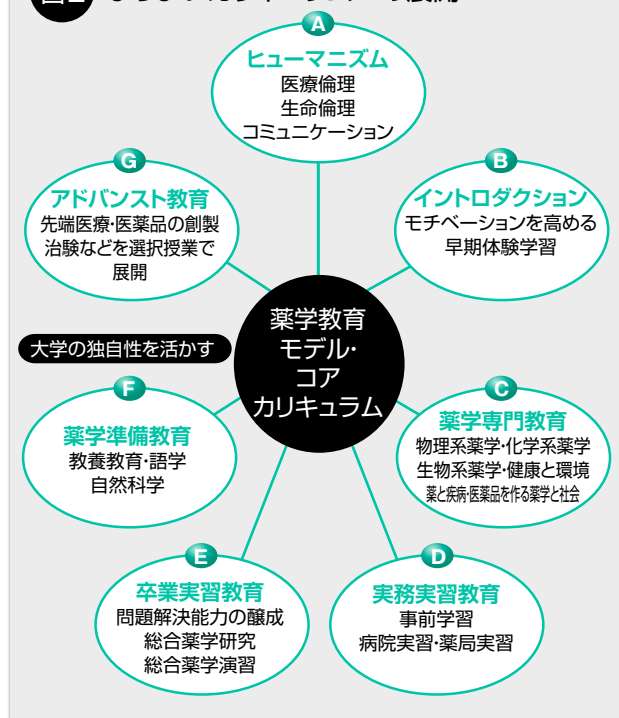 A
ヒューマニズム
医療倫理
生命倫理
コミュニケーション
G
アドバンスト教育
先端医療・医薬品の創製
治験などを選択授業で
展開
B
イントロダクション
モチベーションを高める
早期体験学習
薬学教育
モデル・
コア
カリキュラム
大学の独自性を活かす
F
薬学準備教育
教養教育・語学
自然科学
C
薬学専門教育
物理系薬学・化学系薬学
生物系薬学・健康と環境
薬と疾病・医薬品を作る薬学と社会
E
卒業実習教育
問題解決能力の醸成
総合薬学研究
総合薬学演習
D
実務実習教育
事前学習
病院実習・薬局実習